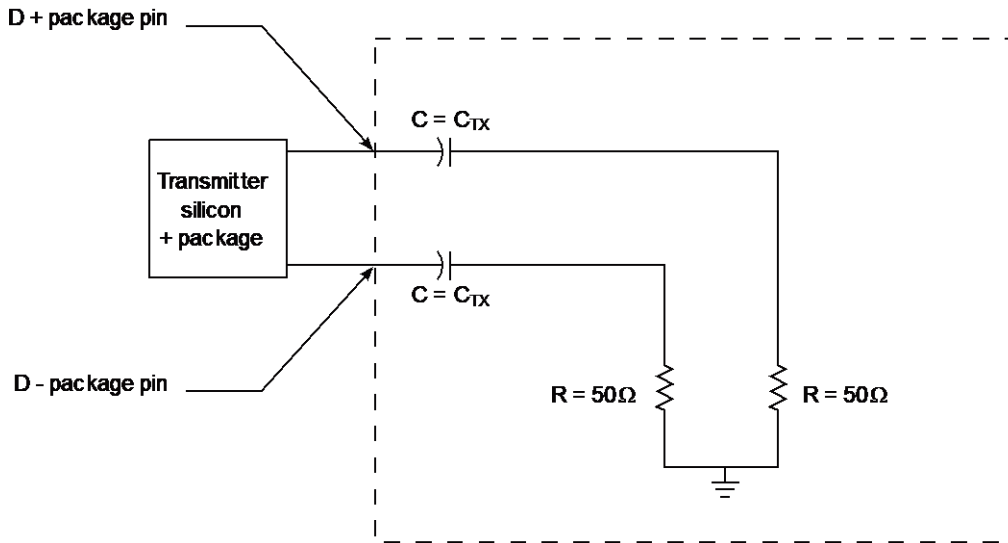 D + package pin
C = CTX
Transmitter
silicon
+ package
C = CTX
D - package pin
R = 50Ω
R = 50Ω